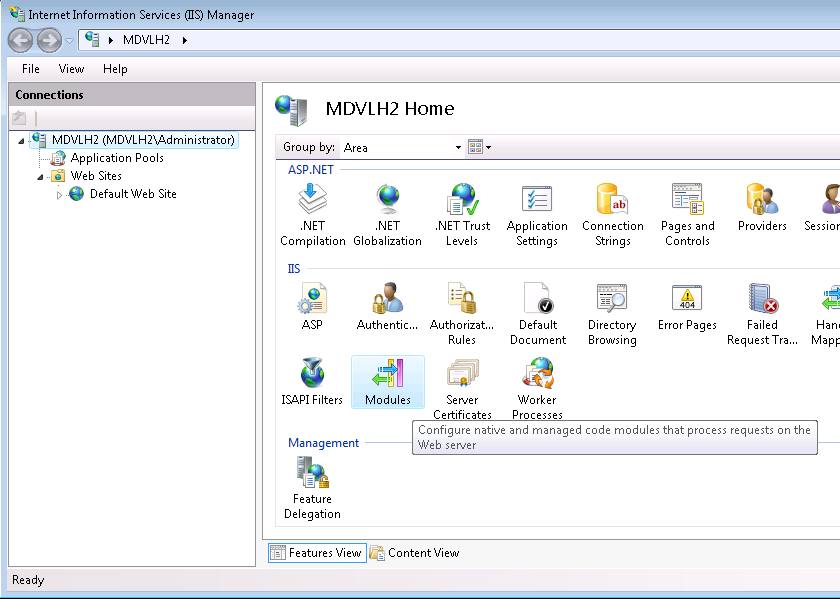 Internet Information Services (IIS) Manager
MDVLH2
File View Help
Connections
MDVLH2 (MDVLH2\Administrator)
Application Pools
Web Sites
Default Web Site
MDVLH2 Home
Group by: Area
ASP.NET
.NET Compilation
.NET Globalization
.NET Trust Levels
Application Settings
Connection Strings
Pages and Controls
Providers
Session
IIS
ASP
Authentic...
Authorizat... Rules
Default Document
Directory Browsing
Error Pages
Failed Request Tra...
Han
Mapp
ISAPI Filters
Modules
Server Certificates
Worker Processes
Configure native and managed code modules that process requests on the
Web server
Management
Feature Delegation
Features View Content View
Ready